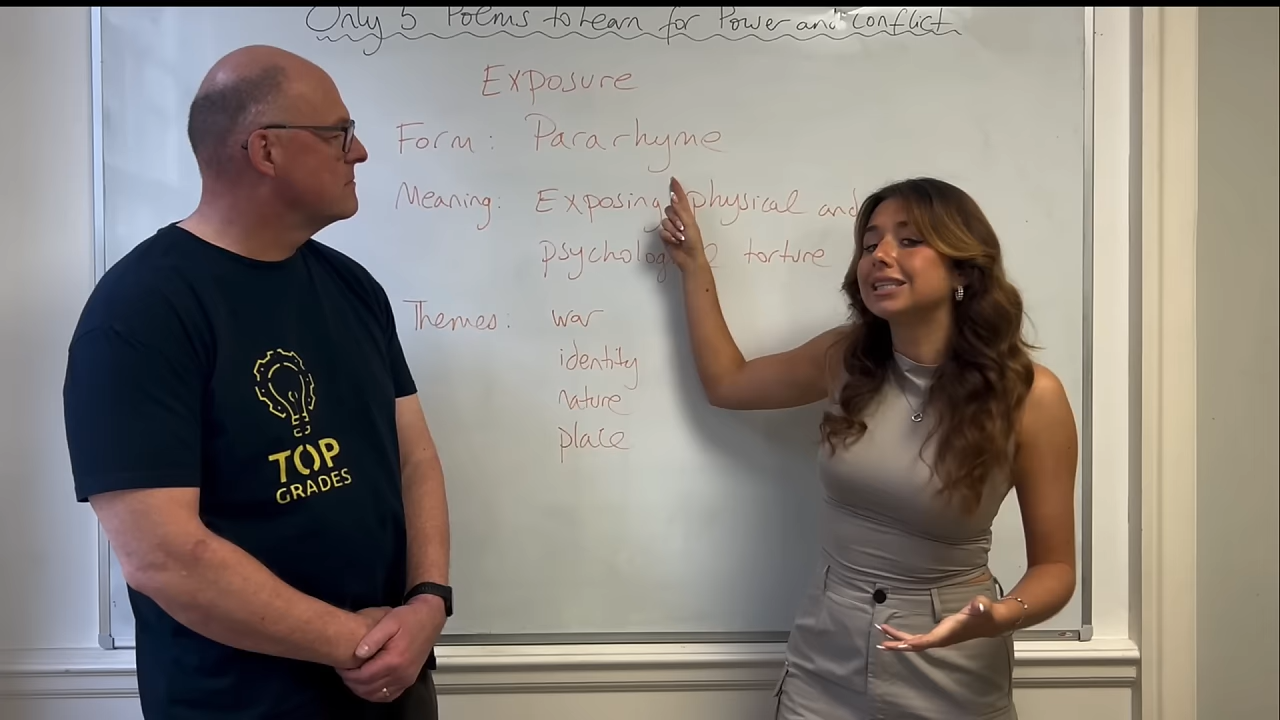 Only 5 Poems to Learn for Power and conflict
Exposure
Form: Pararhyme
Meaning: Exposing physical and
torture
Themes: war
identity
nature
place
TOP
GRADES